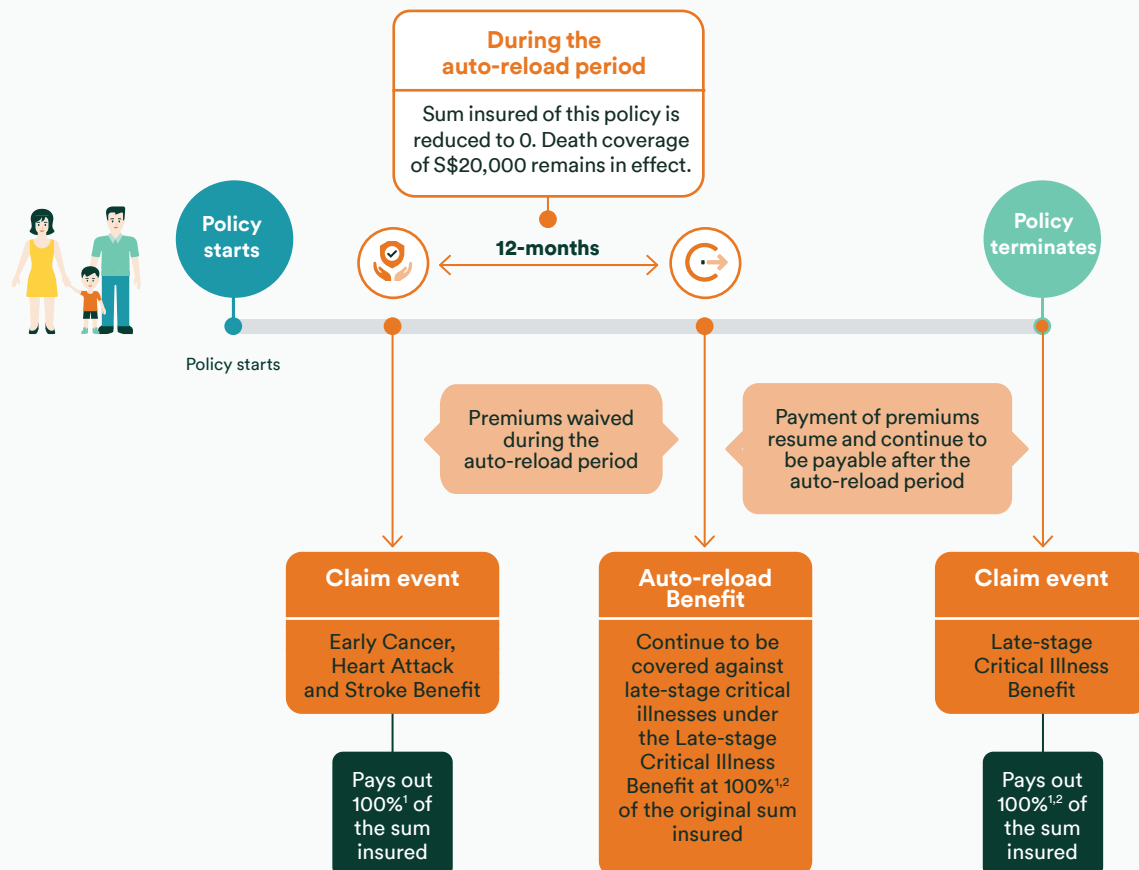 During the
auto-reload period
Sum insured of this policy is
reduced to 0. Death coverage
of S$20,000 remains in effect.
Policy
starts
12-months
Policy
terminates
Policy starts
Premiums waived
during the
auto-reload period
Payment of premiums
resume and continue to
be payable after the
auto-reload period
Claim event
Early Cancer,
Heart Attack
and Stroke Benefit
Pays out
100%¹ of
the sum
insured
Auto-reload
Benefit
Continue to be
covered against
late-stage critical
illnesses under
the Late-stage
Critical Illness
Benefit at 100%¹,²
of the original sum
insured
Claim event
Late-stage
Critical Illness
Benefit
Pays out
100%¹,² of
the sum
insured